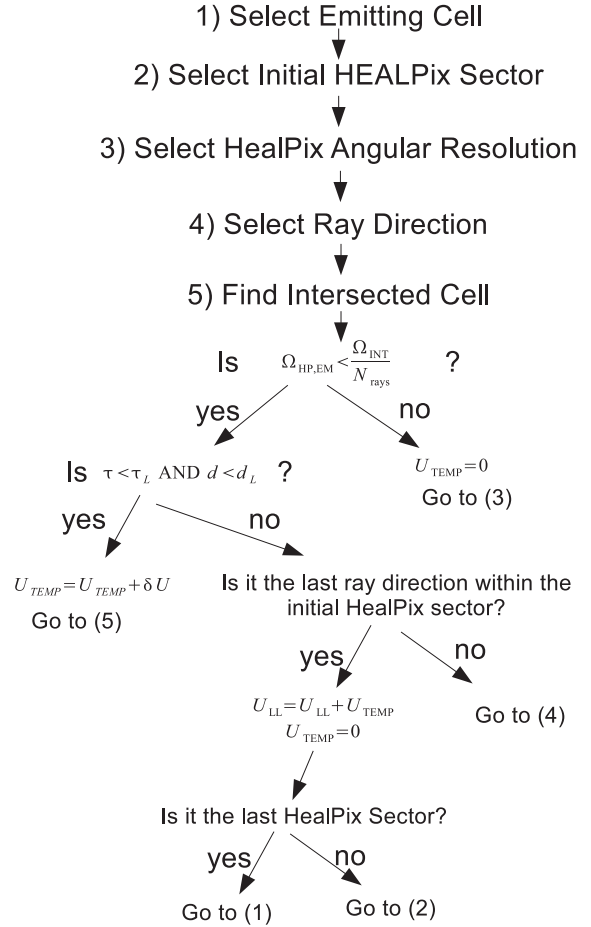 1) Select Emitting Cell
2) Select Initial HEALPix Sector
3) Select HealPix Angular Resolution
4) Select Ray Direction
5) Find Intersected Cell
Is Ω_HP,EM < Ω_INT / N_rays ?
yes
no
U_TEMP=0
Go to (3)
Is τ<τ_L AND d<d_L ?
yes
no
U_TEMP=U_TEMP+δU
Go to (5)
Is it the last ray direction within the
initial HealPix sector?
yes
no
U_LL=U_LL+U_TEMP
U_TEMP=0
Go to (4)
Is it the last HealPix Sector?
yes
no
Go to (1)
Go to (2)